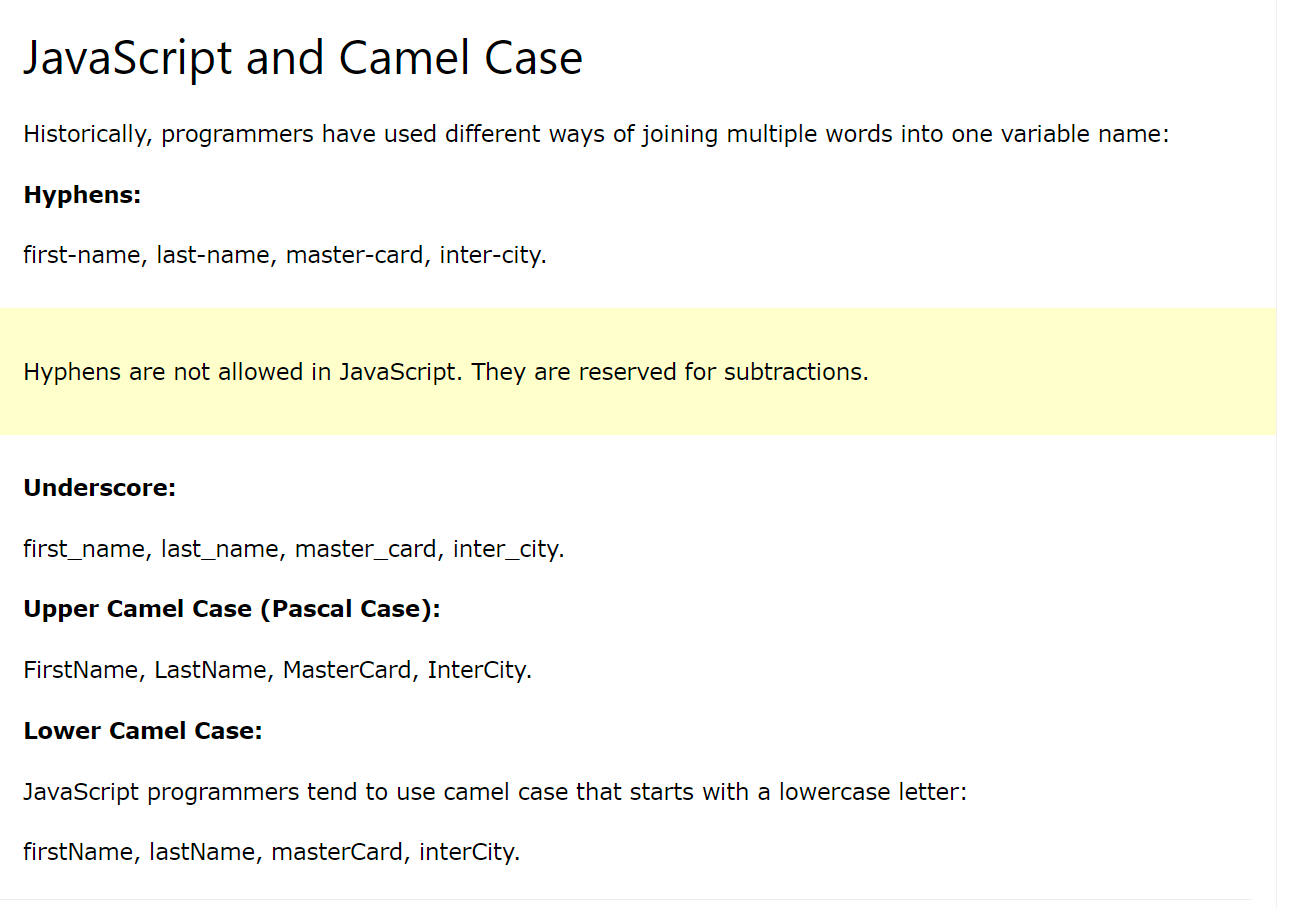 JavaScript and Camel Case
Historically, programmers have used different ways of joining multiple words into one variable name:
Hyphens:
first-name, last-name, master-card, inter-city.
Hyphens are not allowed in JavaScript. They are reserved for subtractions.
Underscore:
first_name, last_name, master_card, inter_city.
Upper Camel Case (Pascal Case):
FirstName, LastName, MasterCard, InterCity.
Lower Camel Case:
JavaScript programmers tend to use camel case that starts with a lowercase letter:
firstName, lastName, masterCard, interCity.